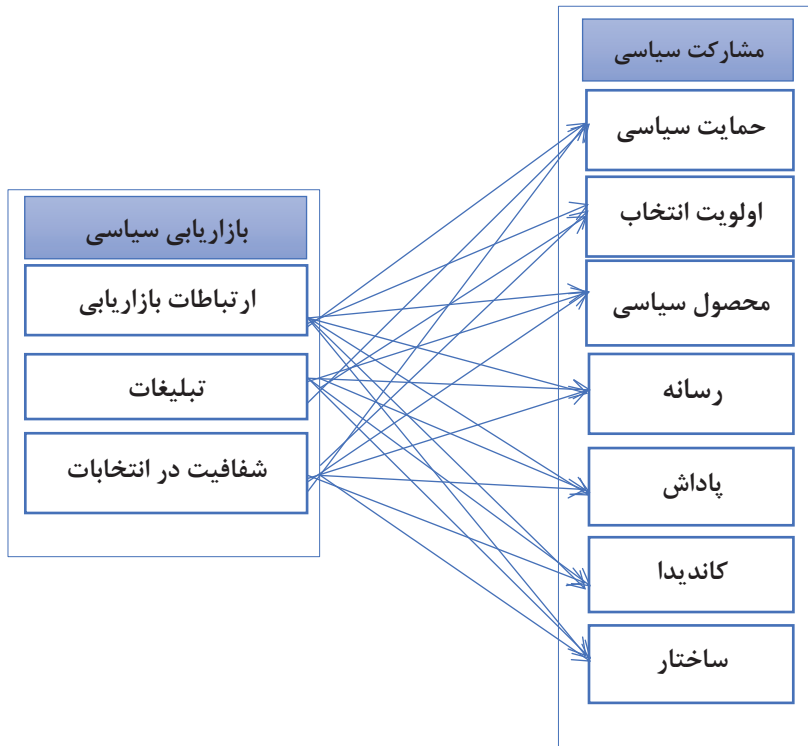 مشارکت سیاسی
حمایت سیاسی
اولویت انتخاب
محصول سیاسی
رسانه
پاداش
کاندیدا
ساختار
بازاریابی سیاسی
ارتباطات بازاریابی
تبلیغات
شفافیت در انتخابات